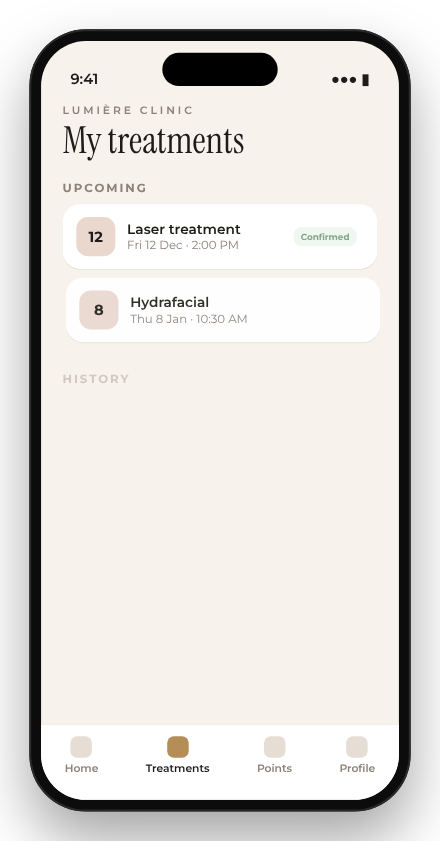 9:41
LUMIÈRE CLINIC
My treatments
UPCOMING
12
Laser treatment
Fri 12 Dec · 2:00 PM
Confirmed
8
Hydrafacial
Thu 8 Jan · 10:30 AM
HISTORY
Home Treatments Points Profile